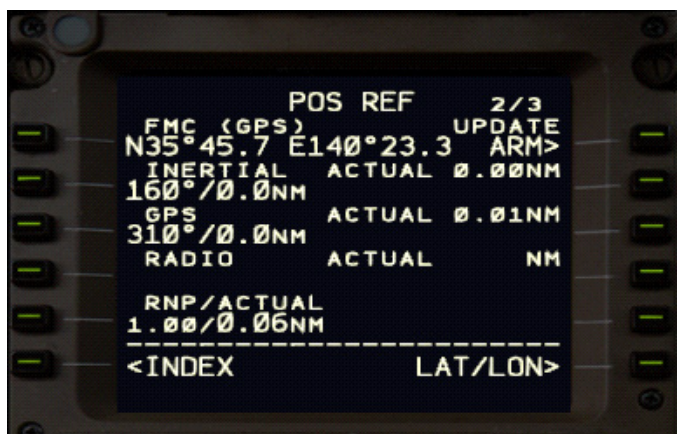 POS REF 2/3
FMC (GPS) UPDATE
N35°45.7 E140°23.3 ARM>
INERTIAL ACTUAL 0.00NM
160°/0.0NM
GPS ACTUAL 0.01NM
310°/0.0NM
RADIO ACTUAL NM
RNP/ACTUAL
1.00/0.06NM
--------------------------
<INDEX LAT/LON>